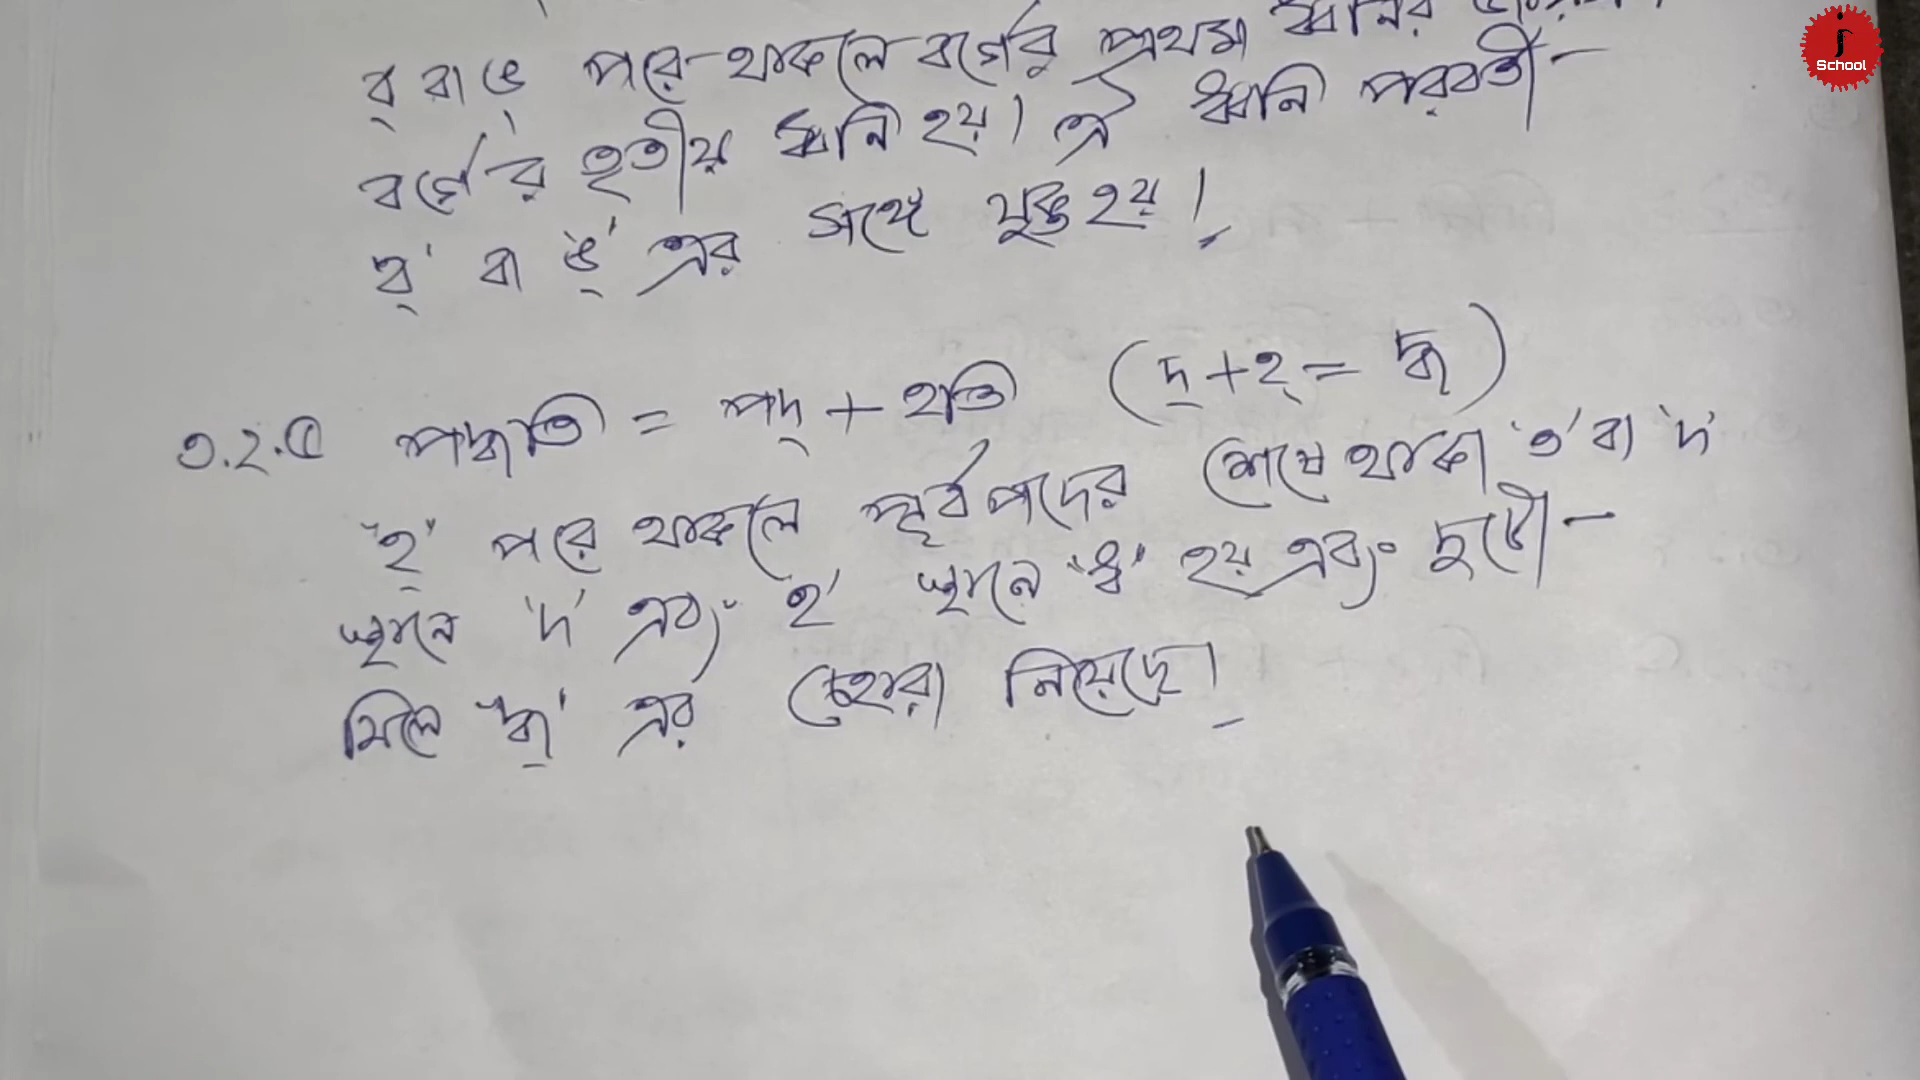 ব্ বা ভ্ পরে থাকলে বর্গের প্রথম ধ্বনির
বর্গের তৃতীয় ধ্বনি হয়। ঐ ধ্বনি পরবর্তী-
ব্' বা 'ভ্' এর সঙ্গে যুক্ত হয়।
৩.২.৫ পদ্ধতি = পদ্ + হতি (দ্ + হ্ = দ্ধ)
"হ্" পরে থাকলে পূর্বপদের শেষে থাকা 'ত' বা 'দ'
স্থানে 'দ' এবং 'হ' স্থানে "ধ" হয় এবং দুটো-
মিলে "দ্ধ' এর চেহারা নিয়েছে।
j
School